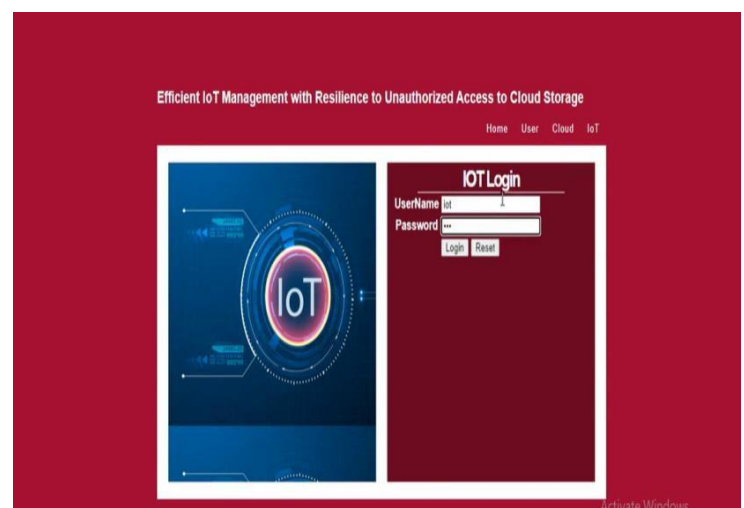 Efficient IoT Management with Resilience to Unauthorized Access to Cloud Storage
Home User Cloud IoT
IoT
IOT Login
UserName iot
Password •••
Login Reset
Activate Windows